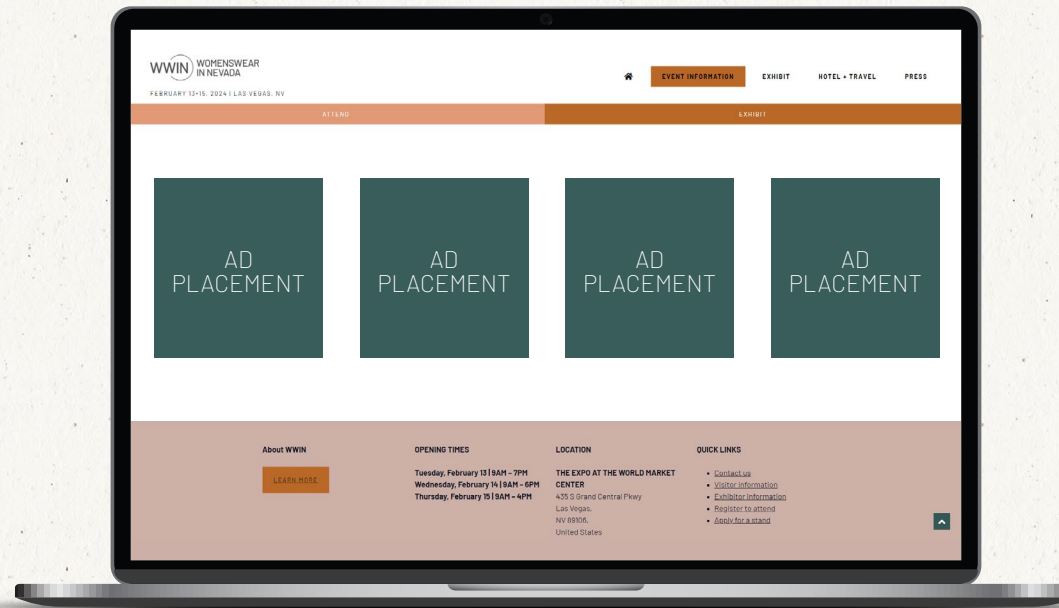 WWIN WOMENSWEAR
IN NEVADA
FEBRUARY 13-15, 2024 | LAS VEGAS, NV
EVENT INFORMATION
EXHIBIT
HOTEL + TRAVEL
PRESS
ATTEND
EXHIBIT
AD
PLACEMENT
AD
PLACEMENT
AD
PLACEMENT
AD
PLACEMENT
About WWIN
LEARN MORE
OPENING TIMES
Tuesday, February 13 | 9AM – 7PM
Wednesday, February 14 | 9AM – 6PM
Thursday, February 15 | 9AM – 4PM
LOCATION
THE EXPO AT THE WORLD MARKET
CENTER
435 S Grand Central Pkwy
Las Vegas,
NV 89106,
United States
QUICK LINKS
Contact us
Visitor information
Exhibitor information
Register to attend
Apply for a stand